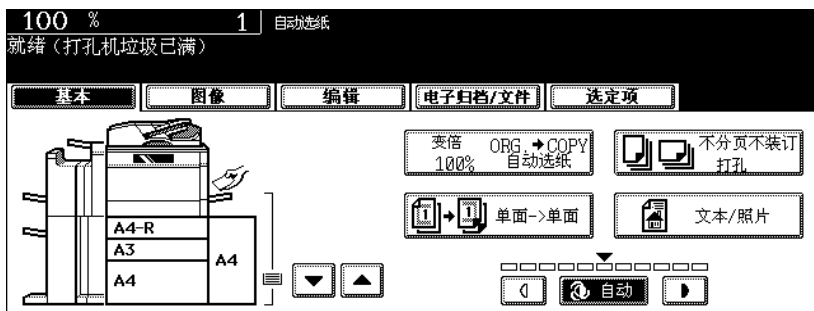 100 % 1 自动选纸
就绪（打孔机垃圾已满）
基本 图像 编辑 电子归档/文件 选定项
变倍 ORG.➔COPY
100% 自动选纸
不分页不装订
打孔
1➔1 单面->单面
文本/照片
A4-R
A3
A4
A4
自动